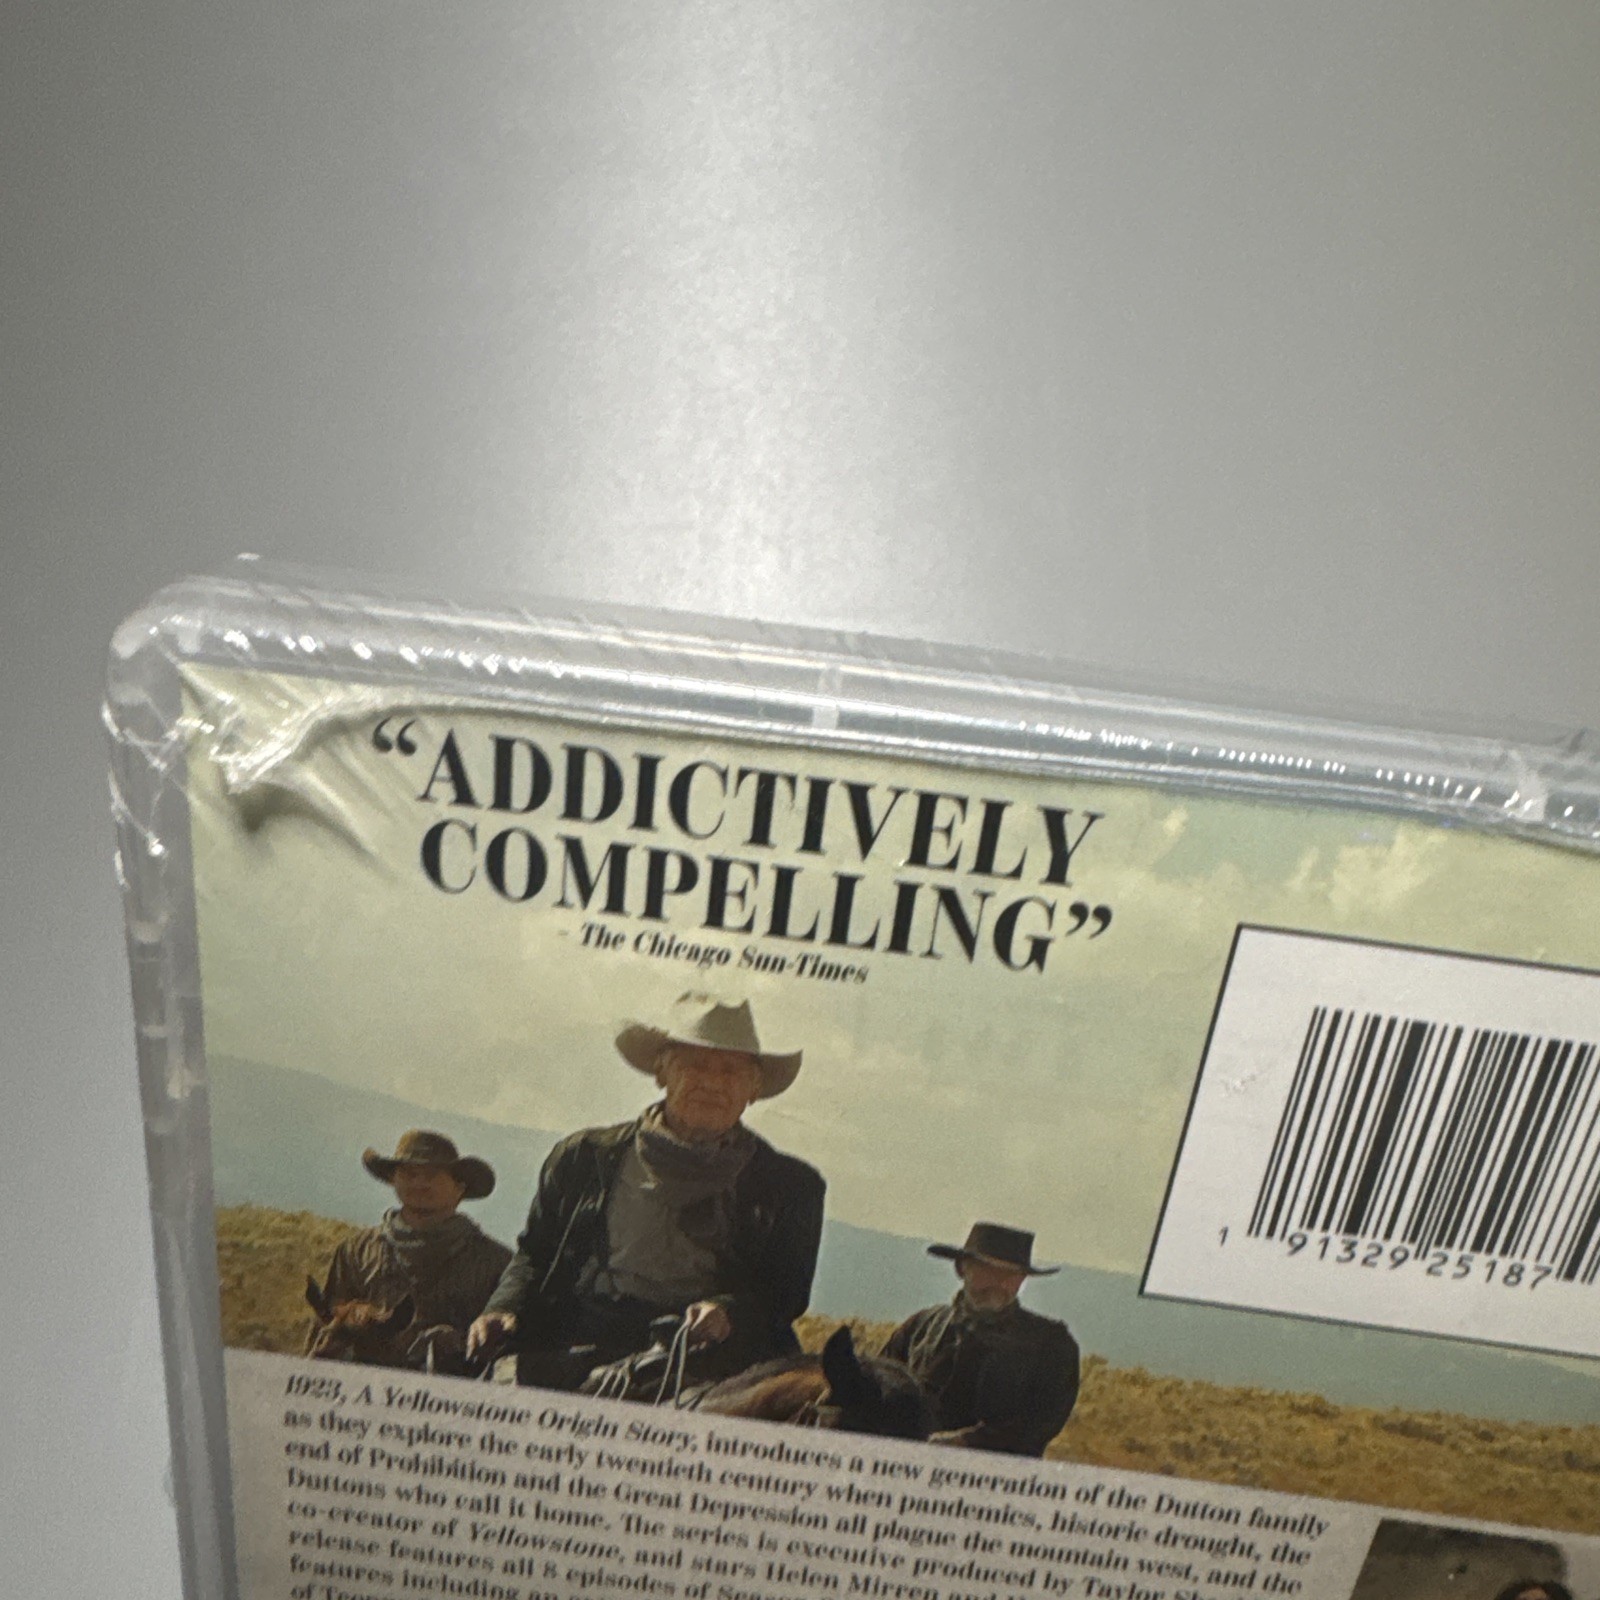 “ADDICTIVELY
COMPELLING”
- The Chicago Sun-Times
1 91329 25187
1923, A Yellowstone Origin Story, introduces a new generation of the Dutton family
as they explore the early twentieth century when pandemics, historic drought, the
end of Prohibition and the Great Depression all plague the mountain west, and the
Duttons who call it home. The series is executive produced by Taylor
co-creator of Yellowstone, and stars Helen Mirren and
release features all 8 episodes of
features including an
of